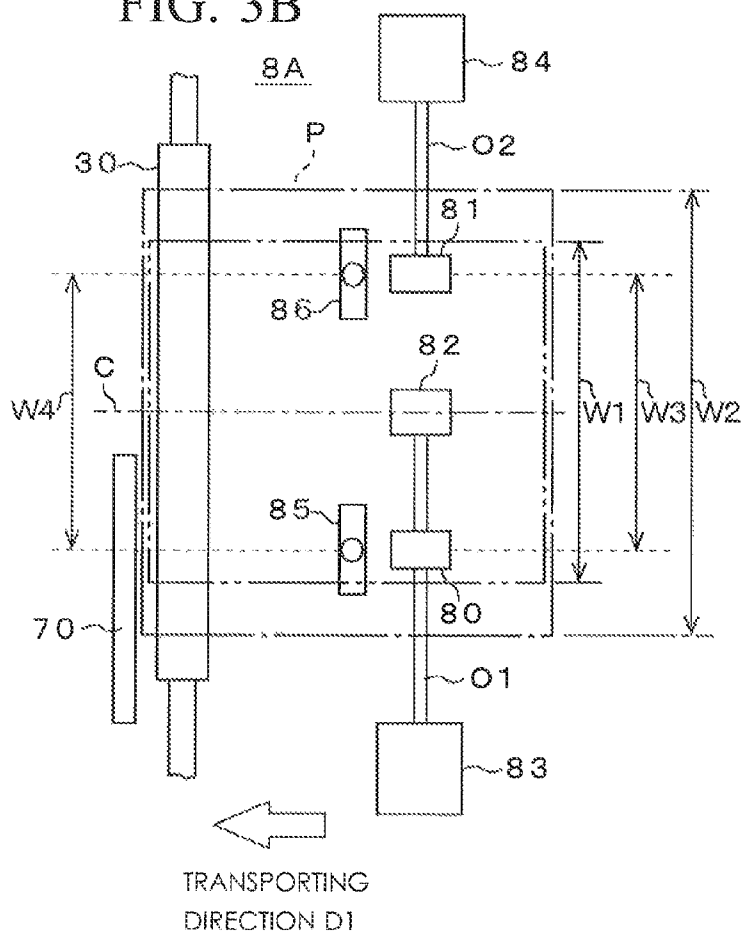 FIG. 3B
84
8A
P
O2
30
81
86
82
C
W4
W1
W3
W2
85
80
70
O1
83
TRANSPORTING
DIRECTION D1